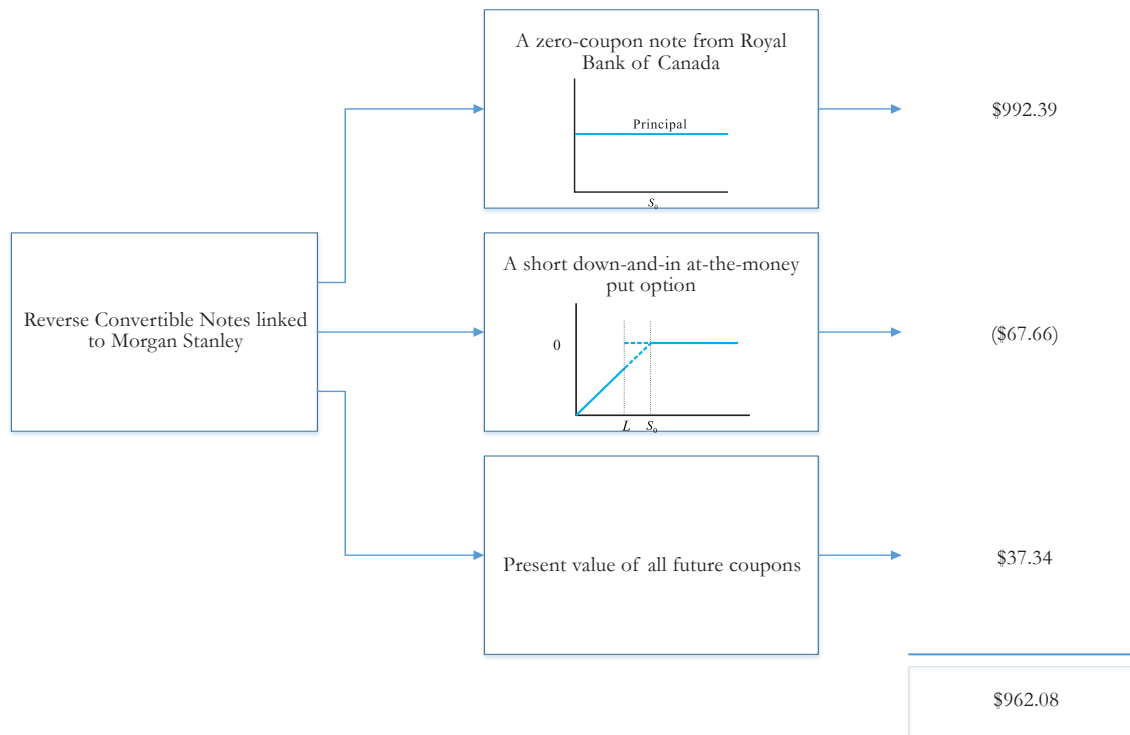 A zero-coupon note from Royal
Bank of Canada
Principal
S₀
$992.39
Reverse Convertible Notes linked
to Morgan Stanley
A short down-and-in at-the-money
put option
0
L S₀
($67.66)
Present value of all future coupons
$37.34
$962.08